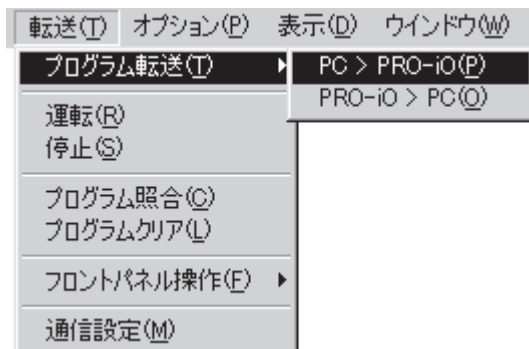 転送(T) オプション(P) 表示(D) ウインドウ(W)
プログラム転送(T)
PC > PRO-iO(P)
PRO-iO > PC(O)
運転(R)
停止(S)
プログラム照合(C)
プログラムクリア(L)
フロントパネル操作(F)
通信設定(M)